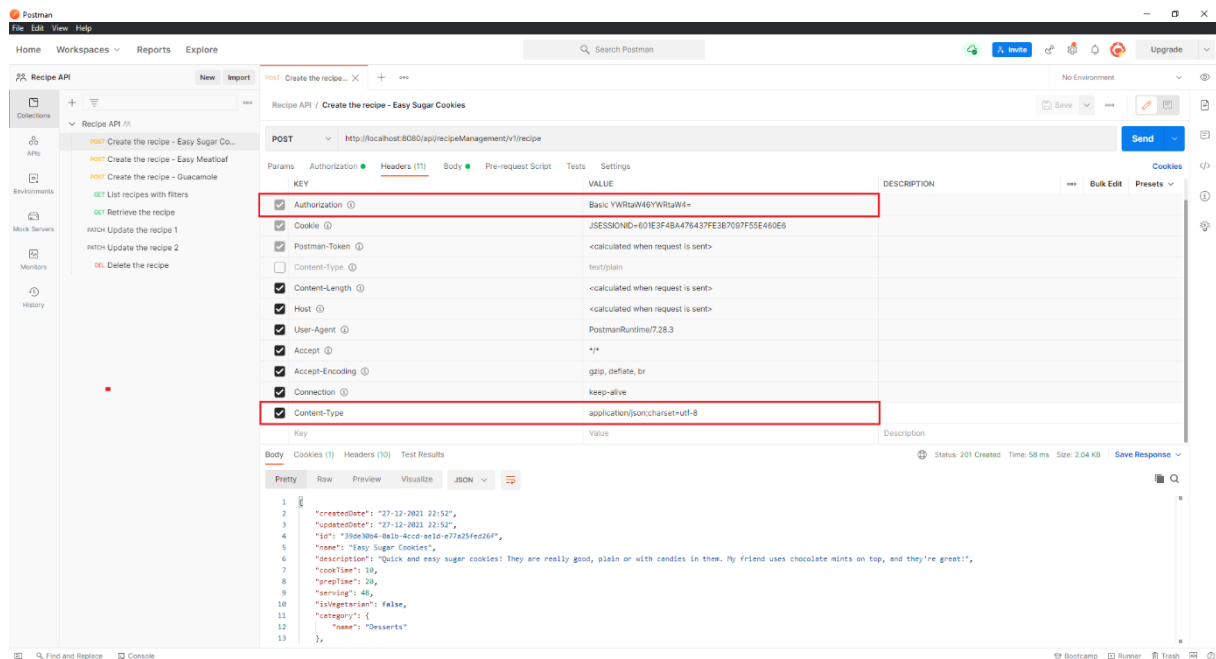 Postman
File Edit View Help
Home Workspaces Reports Explore Search Postman Invite Upgrade
Recipe API New Import POST Create the recipe... No Environment
Collections
APIs
Environments
Mock Servers
Monitors
History
Recipe API
POST Create the recipe - Easy Sugar Co...
POST Create the recipe - Easy Meatloaf
POST Create the recipe - Guacamole
GET List recipes with filters
GET Retrieve the recipe
PATCH Update the recipe 1
PATCH Update the recipe 2
DEL Delete the recipe
Recipe API / Create the recipe - Easy Sugar Cookies Save
POST http://localhost:8080/api/recipeManagement/v1/recipe Send
Params Authorization Headers (11) Body Pre-request Script Tests Settings Cookies
KEY VALUE DESCRIPTION Bulk Edit Presets
Authorization Basic YWRtaW46YWRtaW4=
Cookie JSESSIONID=601E3F4BA476437FE3B7097F55E460E6
Postman-Token <calculated when request is sent>
Content-Type text/plain
Content-Length <calculated when request is sent>
Host <calculated when request is sent>
User-Agent PostmanRuntime/7.28.3
Accept */*
Accept-Encoding gzip, deflate, br
Connection keep-alive
Content-Type application/json;charset=utf-8
Key Value Description
Body Cookies (1) Headers (10) Test Results Status: 201 Created Time: 58 ms Size: 2.04 KB Save Response
Pretty Raw Preview Visualize JSON
1 {
2 "createdDate": "27-12-2021 22:52",
3 "updatedDate": "27-12-2021 22:52",
4 "id": "39de30b4-0a1b-4ccd-ae1d-e77a25fed26f",
5 "name": "Easy Sugar Cookies",
6 "description": "Quick and easy sugar cookies! They are really good, plain or with candies in them. My friend uses chocolate mints on top, and they're great!",
7 "cookTime": 10,
8 "prepTime": 20,
9 "serving": 48,
10 "isVegetarian": false,
11 "category": {
12 "name": "Desserts"
13 },
Find and Replace Console Bootcamp Runner Trash